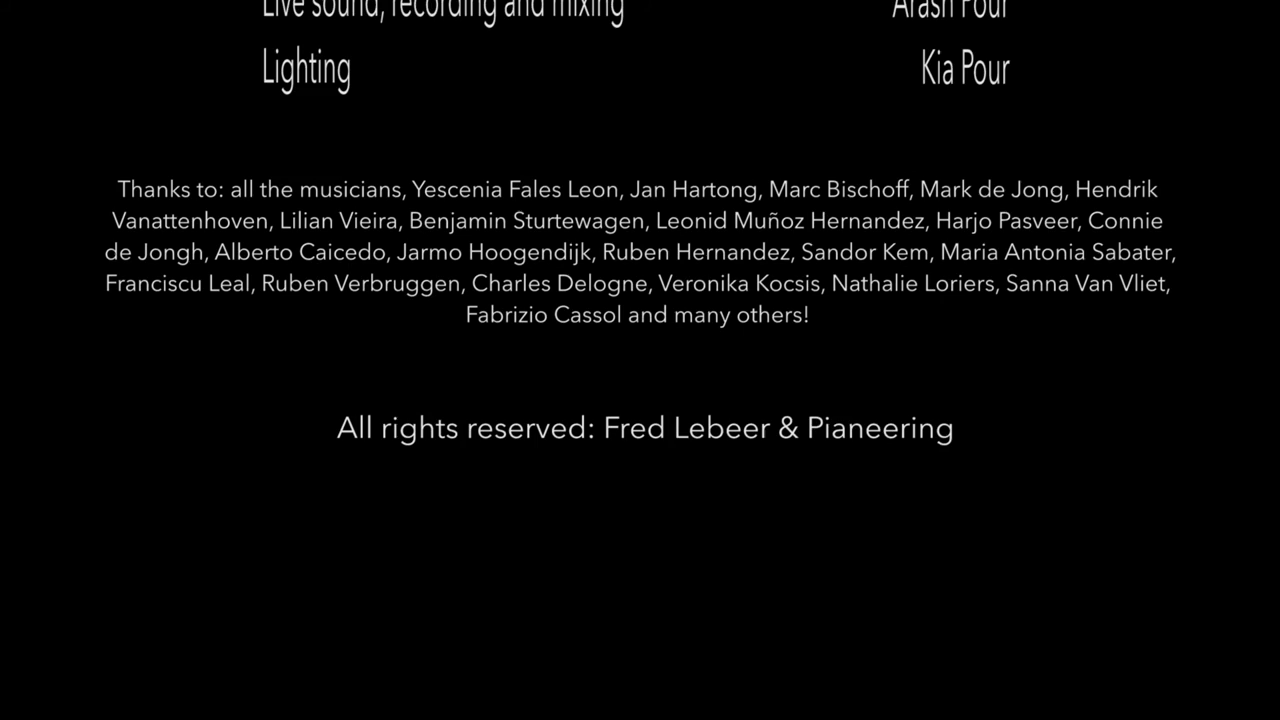 Live sound, recording and mixing Arash Pour
Lighting Kia Pour
Thanks to: all the musicians, Yescenia Fales Leon, Jan Hartong, Marc Bischoff, Mark de Jong, Hendrik
Vanattenhoven, Lilian Vieira, Benjamin Sturtewagen, Leonid Muñoz Hernandez, Harjo Pasveer, Connie
de Jongh, Alberto Caicedo, Jarmo Hoogendijk, Ruben Hernandez, Sandor Kem, Maria Antonia Sabater,
Franciscu Leal, Ruben Verbruggen, Charles Delogne, Veronika Kocsis, Nathalie Loriers, Sanna Van Vliet,
Fabrizio Cassol and many others!
All rights reserved: Fred Lebeer & Pianeering